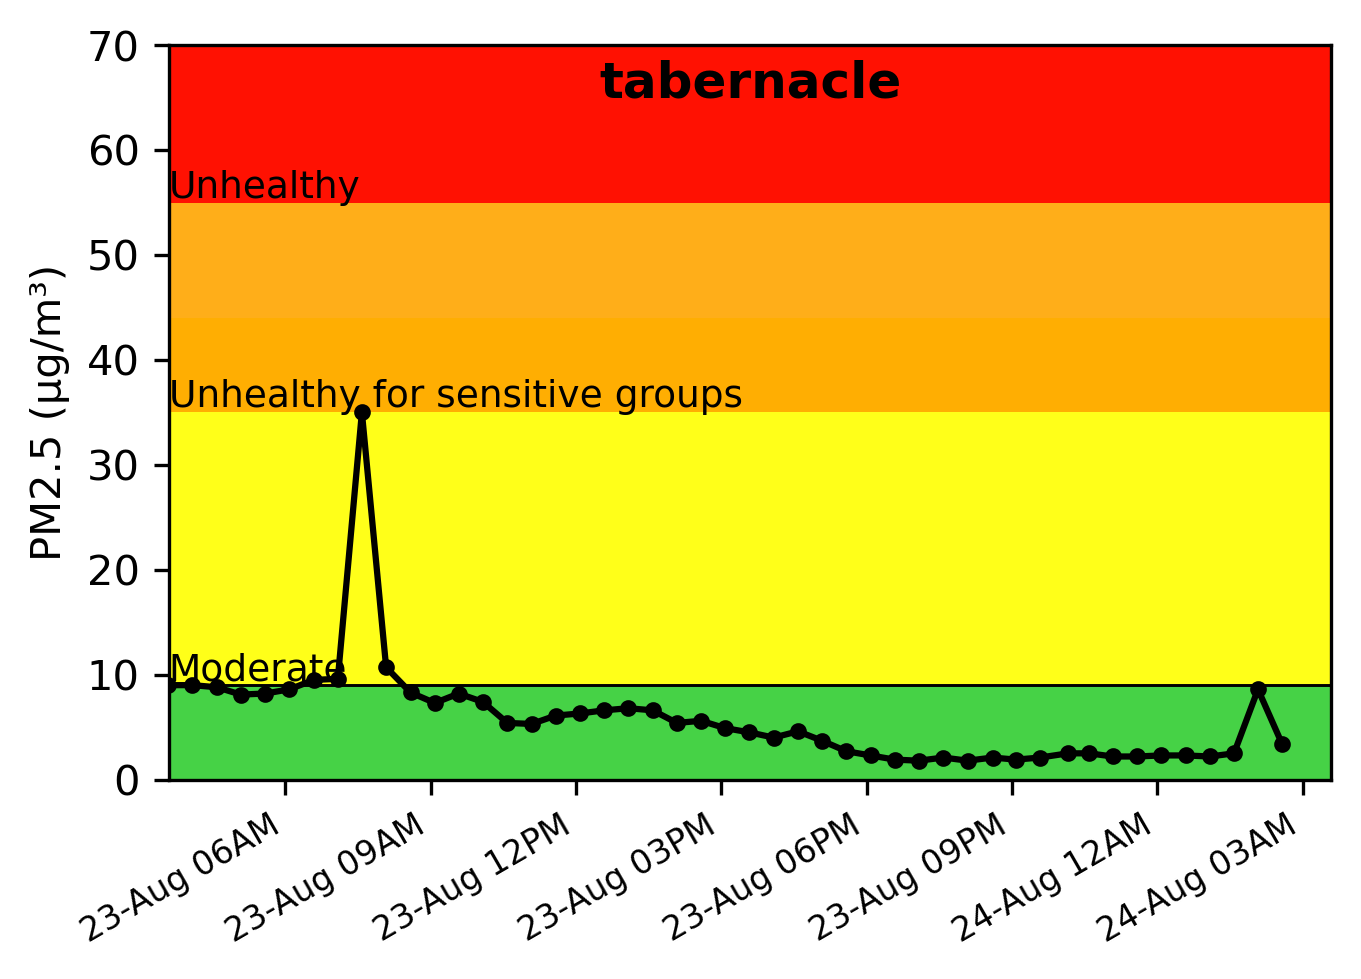 tabernacle
70
60
50
40
30
20
10
0
PM2.5 (µg/m³)
Unhealthy
Unhealthy for sensitive groups
Moderate
23-Aug 06AM
23-Aug 09AM
23-Aug 12PM
23-Aug 03PM
23-Aug 06PM
23-Aug 09PM
24-Aug 12AM
24-Aug 03AM